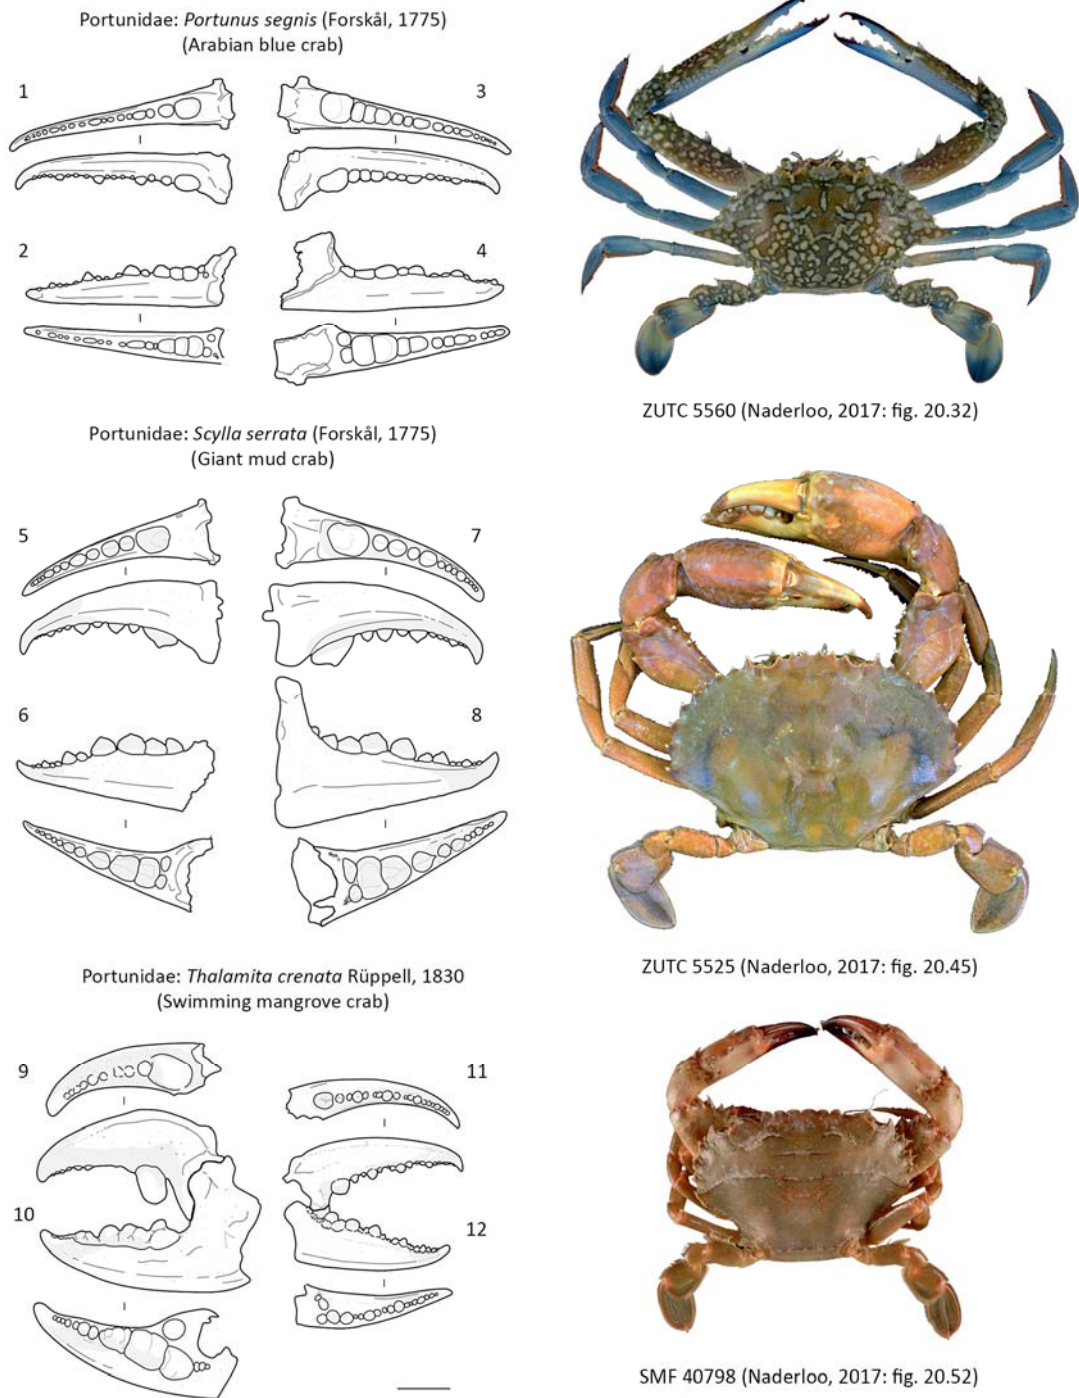 Portunidae: Portunus segnis (Forskål, 1775)
(Arabian blue crab)
1
3
2
4
ZUTC 5560 (Naderloo, 2017: fig. 20.32)
Portunidae: Scylla serrata (Forskål, 1775)
(Giant mud crab)
5
7
6
8
ZUTC 5525 (Naderloo, 2017: fig. 20.45)
Portunidae: Thalamita crenata Rüppell, 1830
(Swimming mangrove crab)
9
11
10
12
SMF 40798 (Naderloo, 2017: fig. 20.52)